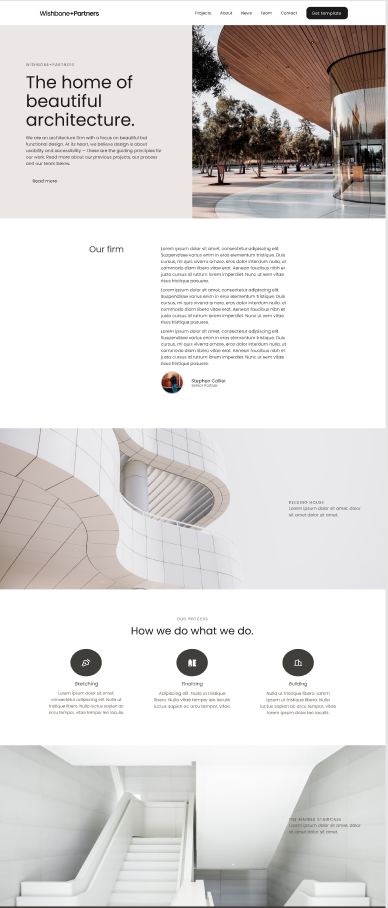 Wishbone+Partners
Projects
About
News
Team
Contact
Get template
WISHBONE+PARTNERS
The home of
beautiful
architecture.
We are an architecture firm with a focus on beautiful but
functional design. At its heart, we believe design is about
usability and accessibility — these are the guiding principles for
our work. Read more about our previous projects, our process
and our team below.
Read more
Our firm
Lorem ipsum dolor sit amet, consectetur adipiscing elit.
Suspendisse varius enim in eros elementum tristique. Duis
cursus, mi quis viverra ornare, eros dolor interdum nulla, ut
commodo diam libero vitae erat. Aenean faucibus nibh et
justo cursus id rutrum lorem imperdiet. Nunc ut sem vitae
risus tristique posuere.
Lorem ipsum dolor sit amet, consectetur adipiscing elit.
Suspendisse varius enim in eros elementum tristique. Duis
cursus, mi quis viverra ornare, eros dolor interdum nulla, ut
commodo diam libero vitae erat. Aenean faucibus nibh et
justo cursus id rutrum lorem imperdiet. Nunc ut sem vitae
risus tristique posuere.
Lorem ipsum dolor sit amet, consectetur adipiscing elit.
Suspendisse varius enim in eros elementum tristique. Duis
cursus, mi quis viverra ornare, eros dolor interdum nulla, ut
commodo diam libero vitae erat. Aenean faucibus nibh et
justo cursus id rutrum lorem imperdiet. Nunc ut sem vitae
risus tristique posuere.
Stephen Collier
Senior Partner
HOUSE
Lorem ipsum dolor sit amet, dolor
sit amet dolor sit amet.
OUR PROCESS
How we do what we do.
Sketching
Lorem ipsum dolor sit amet,
consectetur adipiscing elit
arcu tempor, vitae tempor iaculis.
Finalizing
Adipiscing elit. Nulla ut tristique
libero. Nulla vitae tristique libero
luctus sapien ac arcu tempor, vitae.
Building
Nulla ut tristique libero. Lorem
ipsum Nulla vitae tristique libero
luctus sapien ac arcu tempor, vitae
lorem ipsum dolor iaculis.
STAIRCASE
Lorem ipsum dolor sit amet, dolor
sit amet dolor sit amet.